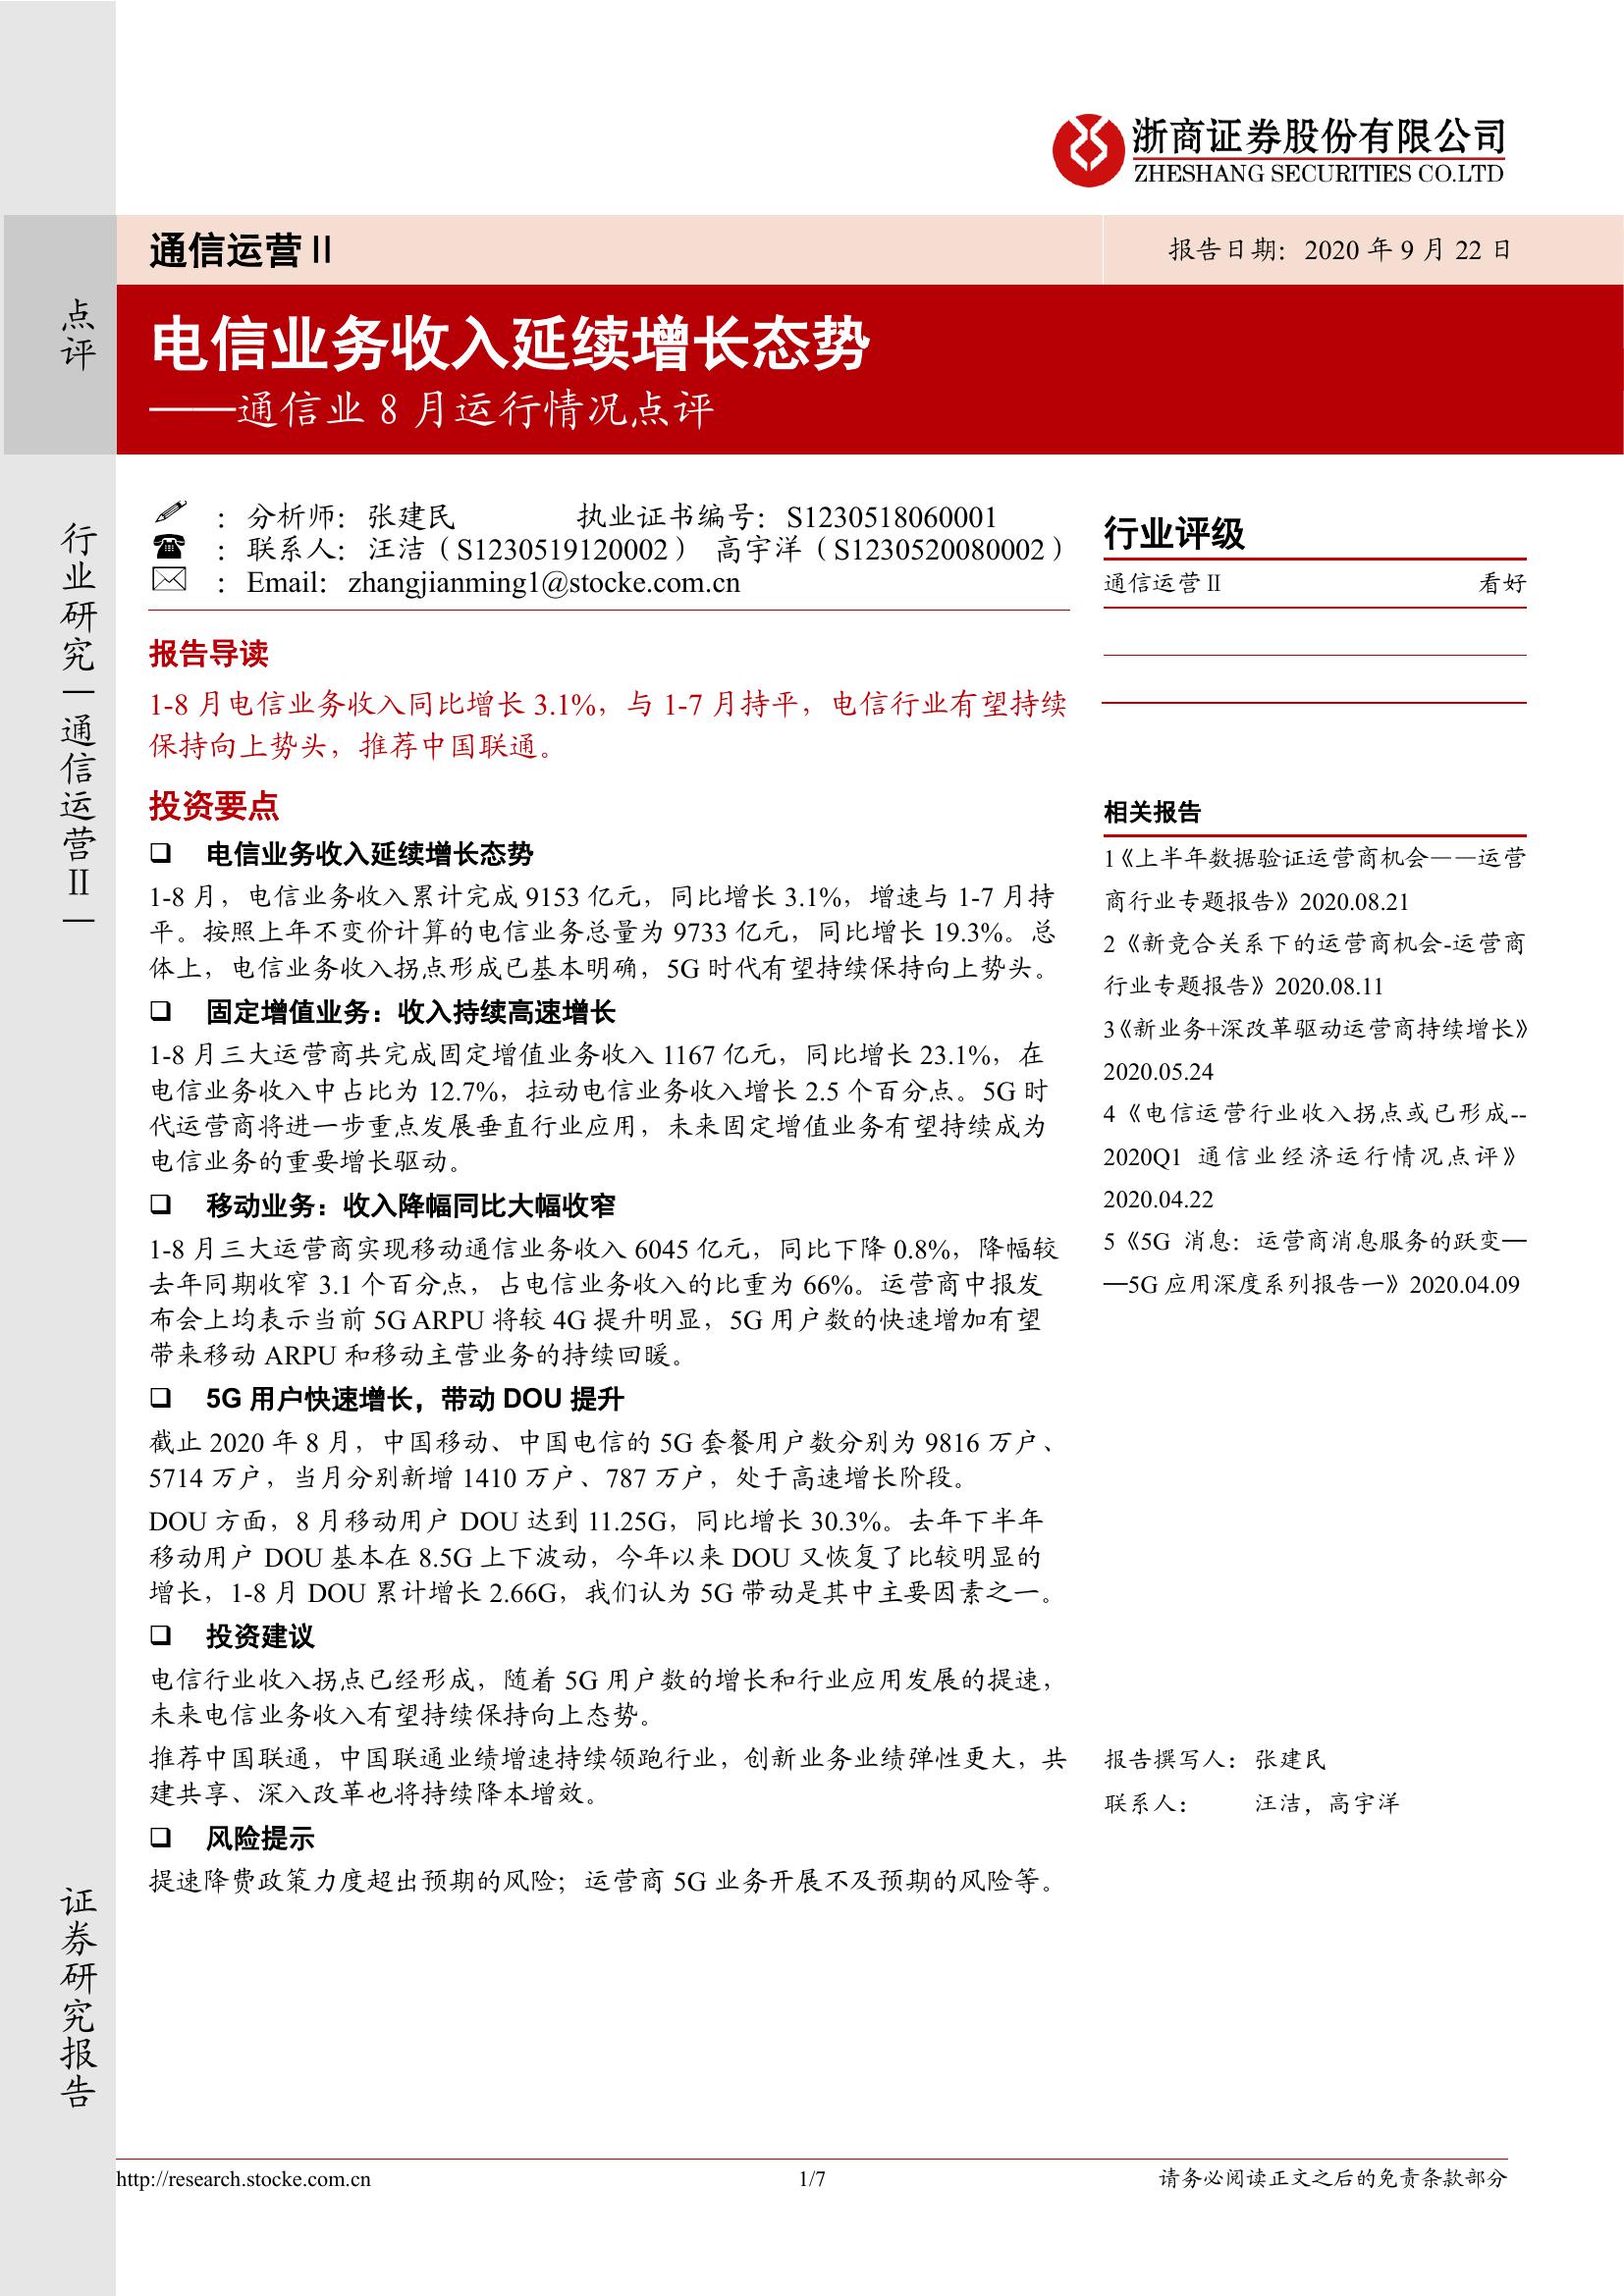 浙商证券股份有限公司
ZHESHANG SECURITIES CO.LTD
通信运营Ⅱ
报告日期：2020 年 9 月 22 日
点评
电信业务收入延续增长态势
——通信业 8 月运行情况点评
行业研究｜通信运营Ⅱ｜
证券研究报告
：分析师：张建民 执业证书编号：S1230518060001
：联系人：汪洁（S1230519120002） 高宇洋（S1230520080002）
：Email：zhangjianming1@stocke.com.cn
报告导读
1-8 月电信业务收入同比增长 3.1%，与 1-7 月持平，电信行业有望持续
保持向上势头，推荐中国联通。
投资要点
❑ 电信业务收入延续增长态势
1-8 月，电信业务收入累计完成 9153 亿元，同比增长 3.1%，增速与 1-7 月持
平。按照上年不变价计算的电信业务总量为 9733 亿元，同比增长 19.3%。总
体上，电信业务收入拐点形成已基本明确，5G 时代有望持续保持向上势头。
❑ 固定增值业务：收入持续高速增长
1-8 月三大运营商共完成固定增值业务收入 1167 亿元，同比增长 23.1%，在
电信业务收入中占比为 12.7%，拉动电信业务收入增长 2.5 个百分点。5G 时
代运营商将进一步重点发展垂直行业应用，未来固定增值业务有望持续成为
电信业务的重要增长驱动。
❑ 移动业务：收入降幅同比大幅收窄
1-8 月三大运营商实现移动通信业务收入 6045 亿元，同比下降 0.8%，降幅较
去年同期收窄 3.1 个百分点，占电信业务收入的比重为 66%。运营商中报发
布会上均表示当前 5G ARPU 将较 4G 提升明显，5G 用户数的快速增加有望
带来移动 ARPU 和移动主营业务的持续回暖。
❑ 5G 用户快速增长，带动 DOU 提升
截止 2020 年 8 月，中国移动、中国电信的 5G 套餐用户数分别为 9816 万户、
5714 万户，当月分别新增 1410 万户、787 万户，处于高速增长阶段。
DOU 方面，8 月移动用户 DOU 达到 11.25G，同比增长 30.3%。去年下半年
移动用户 DOU 基本在 8.5G 上下波动，今年以来 DOU 又恢复了比较明显的
增长，1-8 月 DOU 累计增长 2.66G，我们认为 5G 带动是其中主要因素之一。
❑ 投资建议
电信行业收入拐点已经形成，随着 5G 用户数的增长和行业应用发展的提速，
未来电信业务收入有望持续保持向上态势。
推荐中国联通，中国联通业绩增速持续领跑行业，创新业务业绩弹性更大，共
建共享、深入改革也将持续降本增效。
❑ 风险提示
提速降费政策力度超出预期的风险；运营商 5G 业务开展不及预期的风险等。
行业评级
通信运营Ⅱ 看好
相关报告
1《上半年数据验证运营商机会——运营
商行业专题报告》2020.08.21
2《新竞合关系下的运营商机会-运营商
行业专题报告》2020.08.11
3《新业务+深改革驱动运营商持续增长》
2020.05.24
4《电信运营行业收入拐点或已形成--
2020Q1 通信业经济运行情况点评》
2020.04.22
5《5G 消息：运营商消息服务的跃变—
—5G 应用深度系列报告一》2020.04.09
报告撰写人：张建民
联系人： 汪洁，高宇洋
http://research.stocke.com.cn
1/7
请务必阅读正文之后的免责条款部分